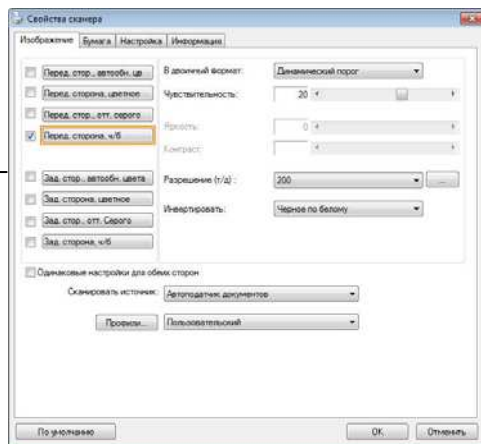 Свойства сканера
Изображение Бумага Настройка Информация
Перед. стор., автообн. цв
Перед. сторона, цветное
Перед. стор., отт. серого
Перед. сторона, ч/б
Зад. стор., автообн. цвета
Зад. сторона, цветное
Зад. стор., отт. Серого
Зад. сторона, ч/б
В двоичный формат: Динамический порог
Чувствительность: 20
Яркость: 0
Контраст:
Разрешение (т/д) : 200 ...
Инвертировать: Черное по белому
Одинаковые настройки для обеих сторон
Сканировать источник: Автоподатчик документов
Профили... Пользовательский
По умолчанию OK Отменить